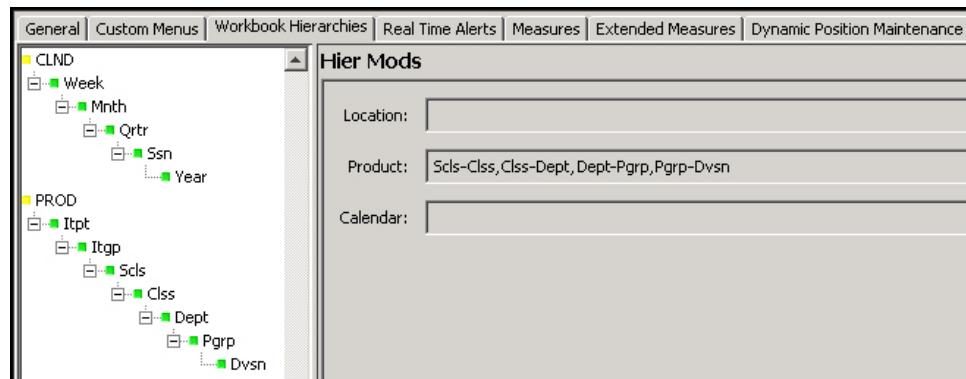 General Custom Menus Workbook Hierarchies Real Time Alerts Measures Extended Measures Dynamic Position Maintenance
CLND
Week
Mnth
Qrtr
Ssn
Year
PROD
Itpt
Itgp
Scls
Clss
Dept
Pgrp
Dvsn
Hier Mods
Location:
Product: Scls-Clss,Clss-Dept,Dept-Pgrp,Pgrp-Dvsn
Calendar: